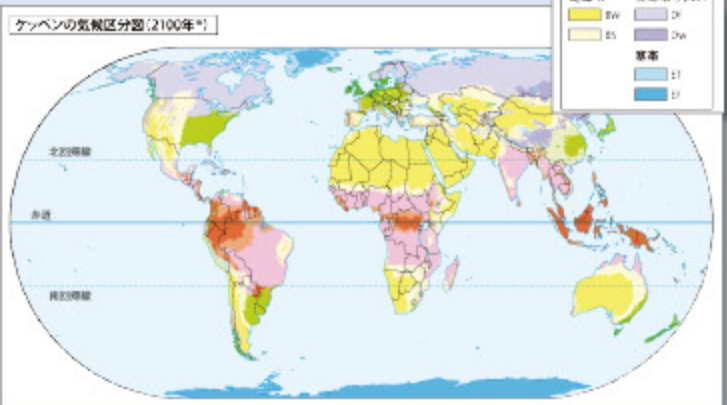 ケッペンの気候区分図(2100年*)
BW
Df
BS
Dw
寒帯
ET
EF
北回帰線
赤道
南回帰線